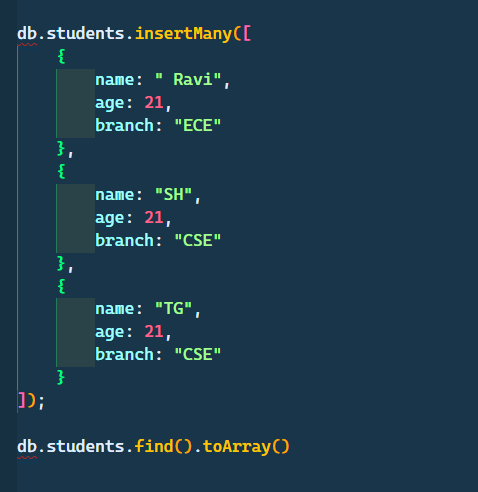 db.students.insertMany([
{
name: " Ravi",
age: 21,
branch: "ECE"
},
{
name: "SH",
age: 21,
branch: "CSE"
},
{
name: "TG",
age: 21,
branch: "CSE"
}
]);
db.students.find().toArray()